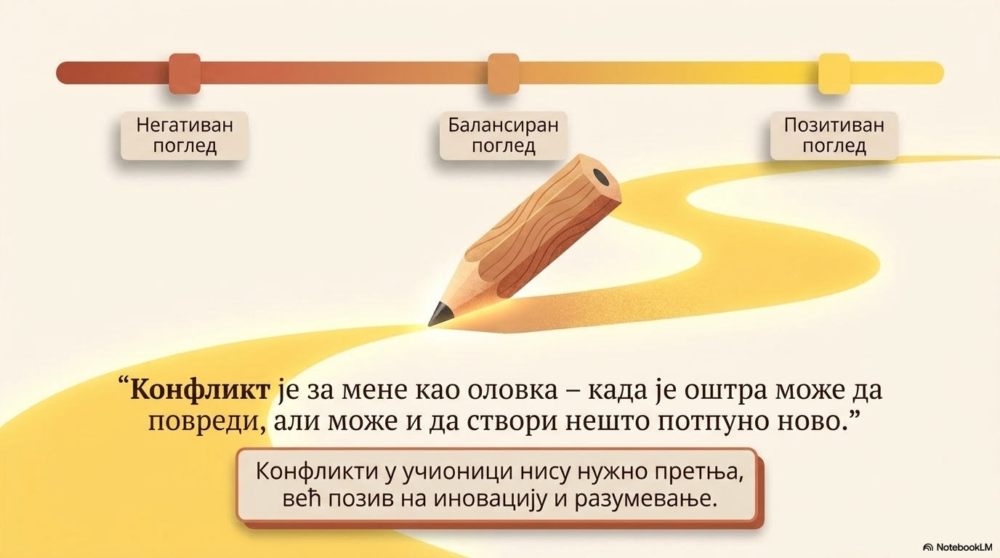 Негативан
поглед
Балансиран
поглед
Позитиван
поглед
“Конфликт је за мене као оловка – када је оштра може да
повреди, али може и да створи нешто потпуно ново.”
Конфликти у учионици нису нужно претња,
већ позив на иновацију и разумевање.
NotebookLM